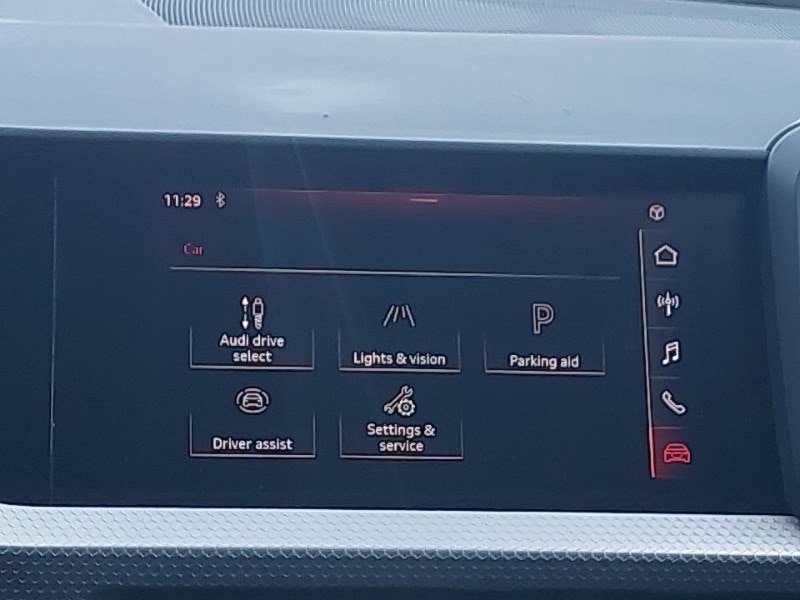 11:29
Car
Audi drive
select
Lights & vision
P
Parking aid
Driver assist
Settings &
service